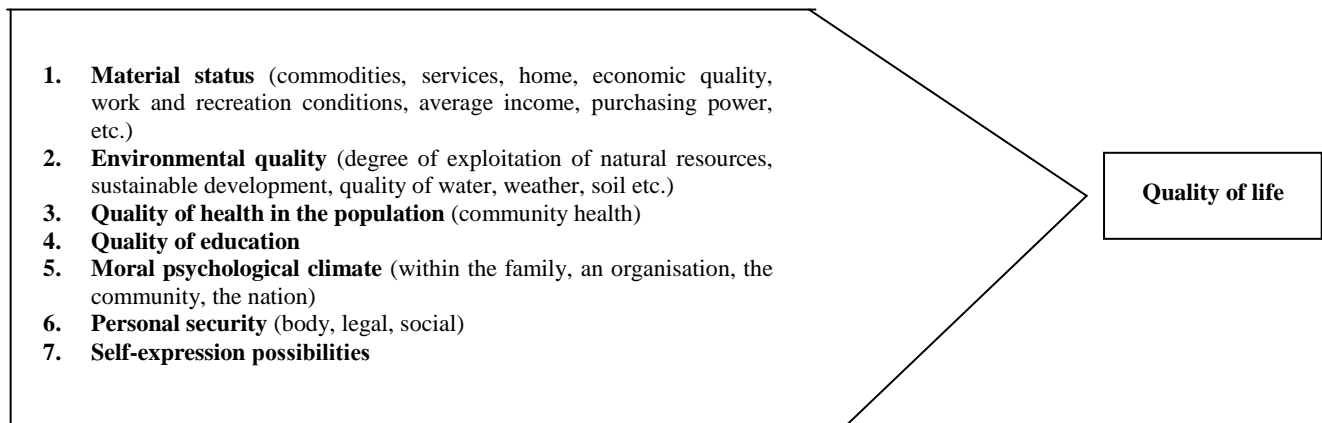 1. Material status (commodities, services, home, economic quality,
work and recreation conditions, average income, purchasing power,
etc.)
2. Environmental quality (degree of exploitation of natural resources,
sustainable development, quality of water, weather, soil etc.)
3. Quality of health in the population (community health)
4. Quality of education
5. Moral psychological climate (within the family, an organisation, the
community, the nation)
6. Personal security (body, legal, social)
7. Self-expression possibilities
Quality of life